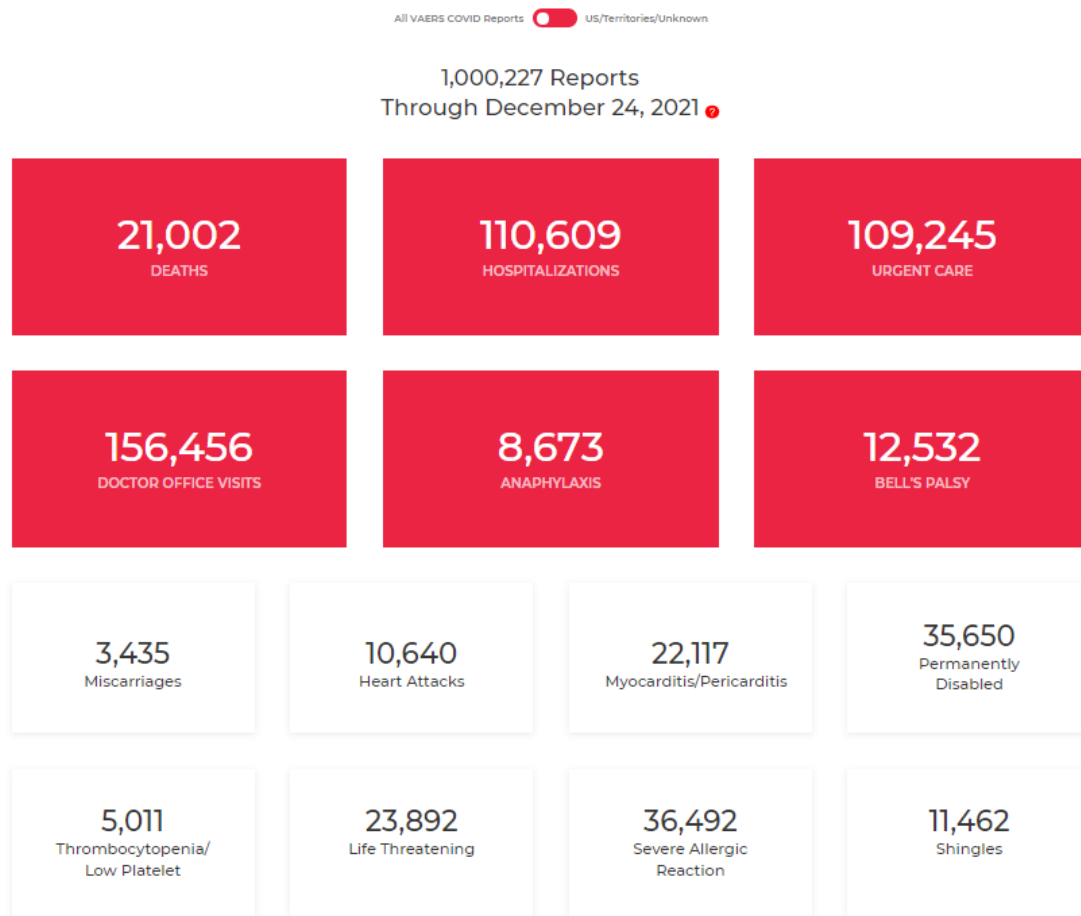 All VAERS COVID Reports US/Territories/Unknown
1,000,227 Reports
Through December 24, 2021 ?
21,002
DEATHS
110,609
HOSPITALIZATIONS
109,245
URGENT CARE
156,456
DOCTOR OFFICE VISITS
8,673
ANAPHYLAXIS
12,532
BELL'S PALSY
3,435
Miscarriages
10,640
Heart Attacks
22,117
Myocarditis/Pericarditis
35,650
Permanently
Disabled
5,011
Thrombocytopenia/
Low Platelet
23,892
Life Threatening
36,492
Severe Allergic
Reaction
11,462
Shingles